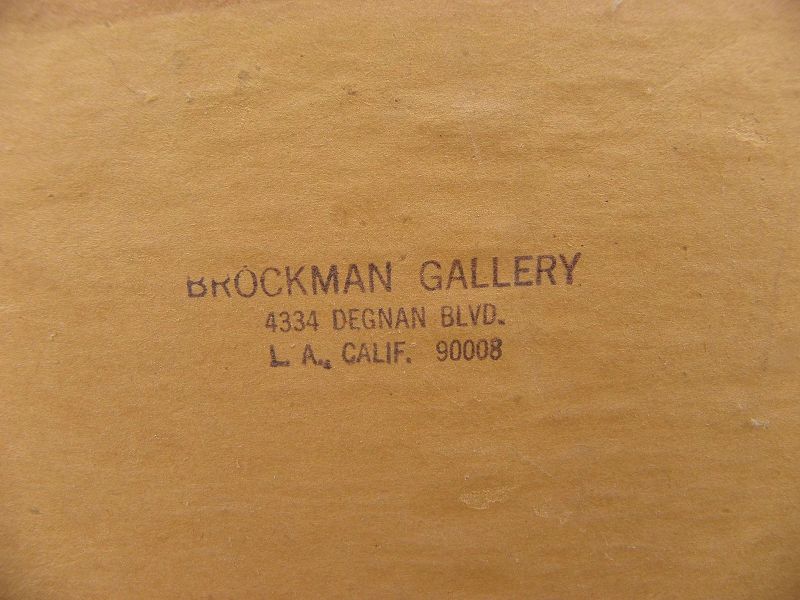 BROCKMAN GALLERY
4334 DEGNAN BLVD.
L. A., CALIF. 90008